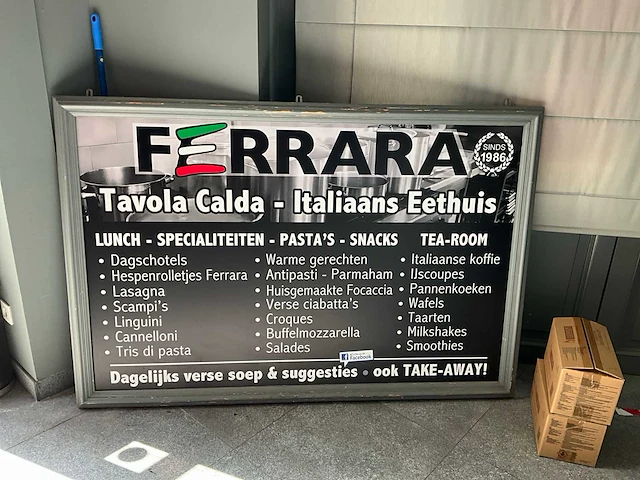 FERRARA
SINDS
1986
Tavola Calda - Italiaans Eethuis
LUNCH - SPECIALITEITEN - PASTA'S - SNACKS TEA-ROOM
• Dagschotels
• Hespenrolletjes Ferrara
• Lasagna
• Scampi's
• Linguini
• Cannelloni
• Tris di pasta
• Warme gerechten
• Antipasti - Parmaham
• Huisgemaakte Focaccia
• Verse ciabatta's
• Croques
• Buffelmozzarella
• Salades
• Italiaanse koffie
• IJscoupes
• Pannenkoeken
• Wafels
• Taarten
• Milkshakes
• Smoothies
Facebook
Dagelijks verse soep & suggesties • ook TAKE-AWAY!